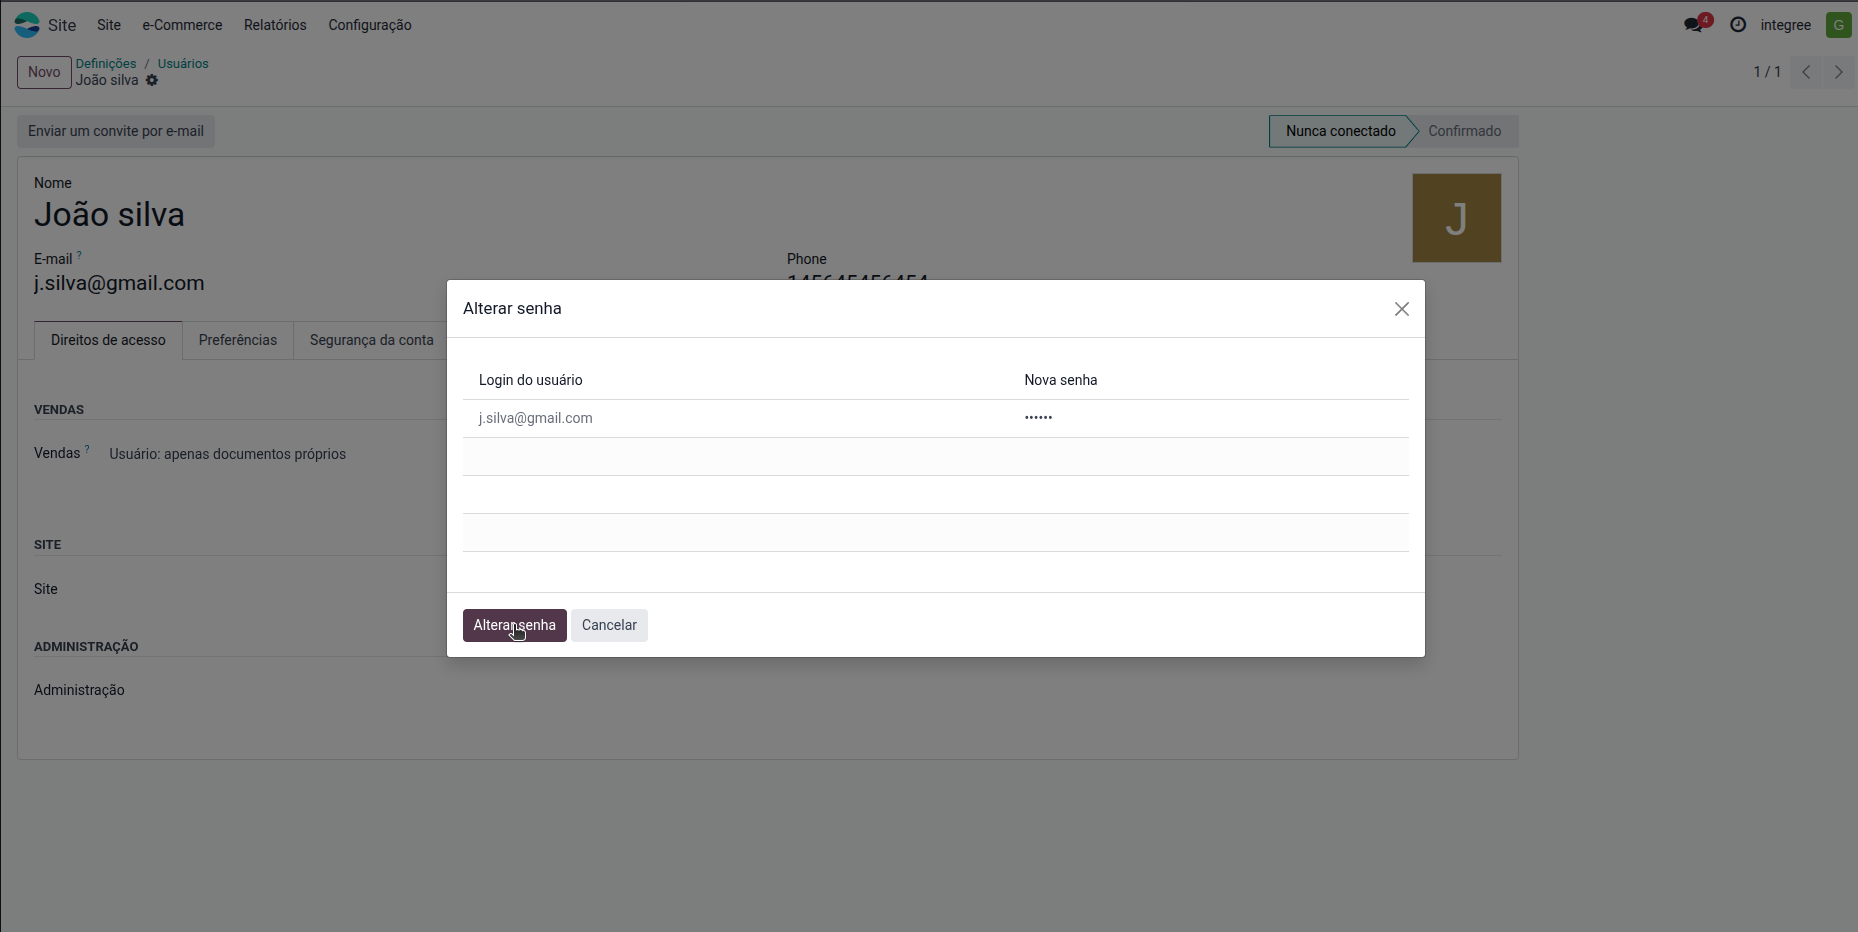 Site Site e-Commerce Relatórios Configuração 4 integree G
Novo Definições / Usuários
João silva 1 / 1
Enviar um convite por e-mail Nunca conectado Confirmado
Nome
João silva J
E-mail ? Phone
j.silva@gmail.com
Alterar senha
Direitos de acesso Preferências Segurança da conta
Login do usuário Nova senha
j.silva@gmail.com ••••••
VENDAS
Vendas ? Usuário: apenas documentos próprios
SITE
Site
Alterar senha Cancelar
ADMINISTRAÇÃO
Administração